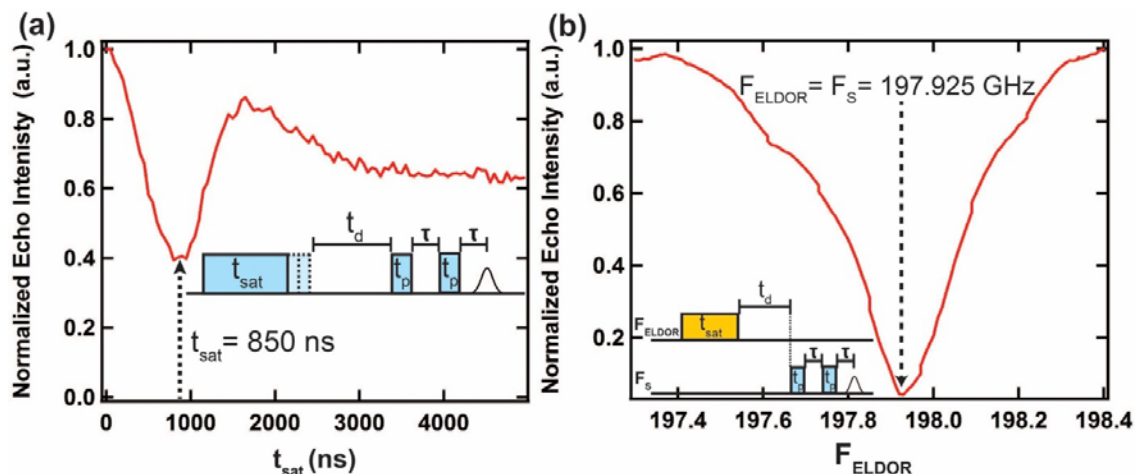 (a)
Normalized Echo Intenisty (a.u.)
1.0
0.8
0.6
0.4
0.2
0.0
t_d
τ
τ
t_sat
t_p
t_p
t_sat = 850 ns
0
1000
2000
3000
4000
t_sat (ns)
(b)
Normalized Echo Intensity (a.u.)
1.0
0.8
0.6
0.4
0.2
F_ELDOR = F_S = 197.925 GHz
t_d
F_ELDOR
t_sat
τ
τ
F_S
t_p
t_p
197.4
197.6
197.8
198.0
198.2
198.4
F_ELDOR